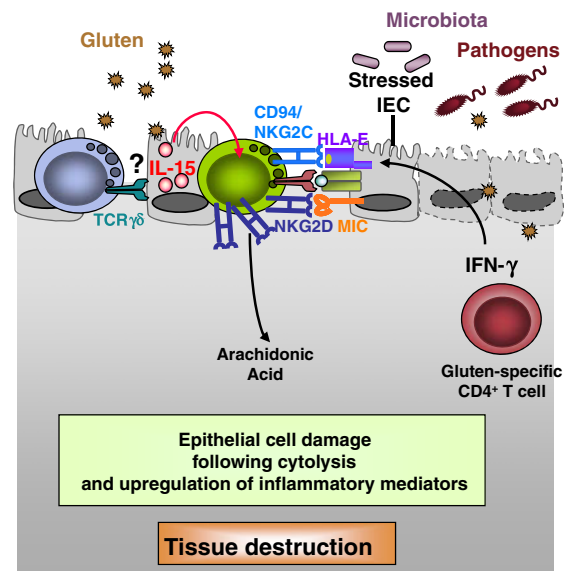 Microbiota
Gluten
Pathogens
Stressed
IEC
CD94/
NKG2C
HLA-E
?
IL-15
TCRγδ
NKG2D MIC
IFN-γ
Arachidonic
Acid
Gluten-specific
CD4⁺ T cell
Epithelial cell damage
following cytolysis
and upregulation of inflammatory mediators
Tissue destruction